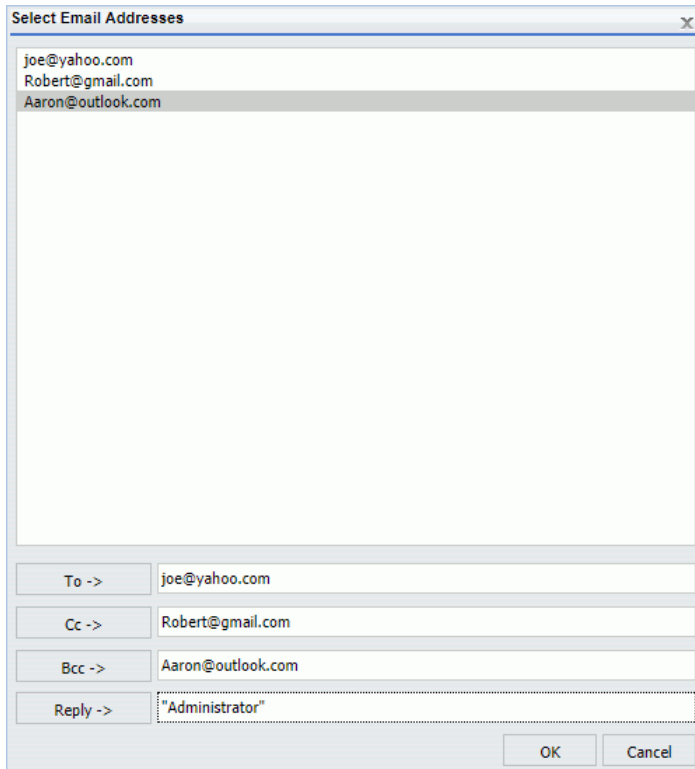 Select Email Addresses x
joe@yahoo.com
Robert@gmail.com
Aaron@outlook.com
To -> joe@yahoo.com
Cc -> Robert@gmail.com
Bcc -> Aaron@outlook.com
Reply -> "Administrator"
OK Cancel